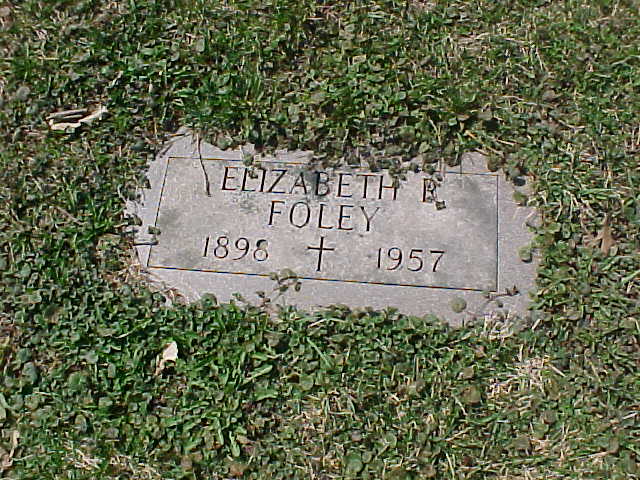 ELIZABETH R.
FOLEY
1898 † 1957